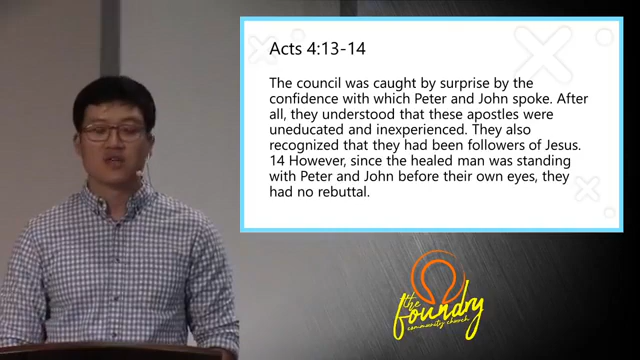 Acts 4:13-14
The council was caught by surprise by the
confidence with which Peter and John spoke. After
all, they understood that these apostles were
uneducated and inexperienced. They also
recognized that they had been followers of Jesus.
14 However, since the healed man was standing
with Peter and John before their own eyes, they
had no rebuttal.
the
foundry
community church